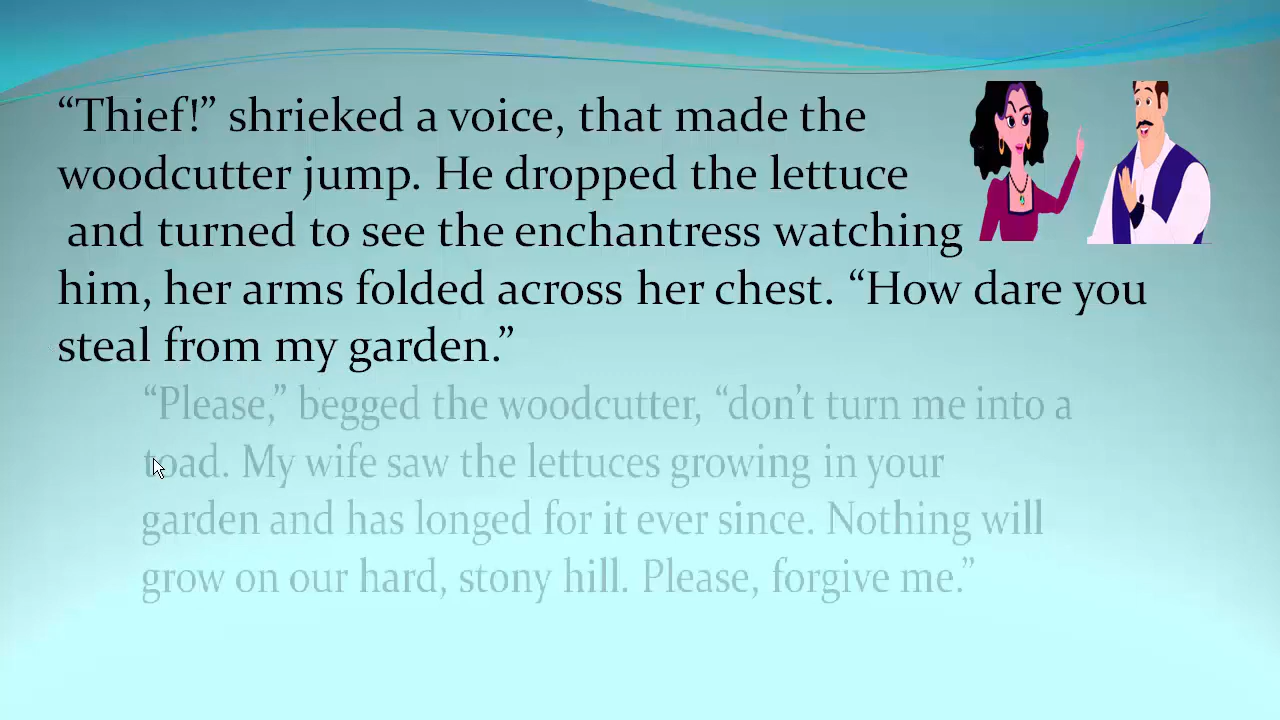 “Thief!” shrieked a voice, that made the
woodcutter jump. He dropped the lettuce
and turned to see the enchantress watching
him, her arms folded across her chest. “How dare you
steal from my garden.”
“Please,” begged the woodcutter, “don’t turn me into a
toad. My wife saw the lettuces growing in your
garden and has longed for it ever since. Nothing will
grow on our hard, stony hill. Please, forgive me.”